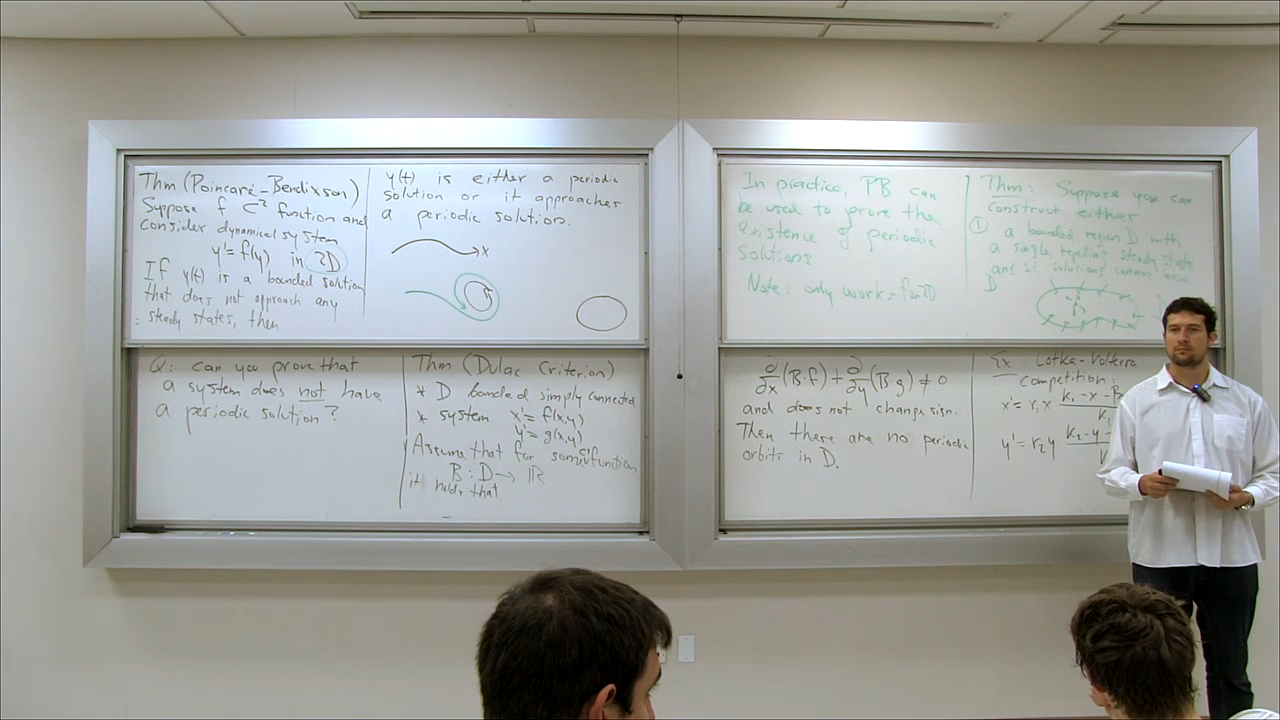 Thm (Poincaré-Bendixson)
Suppose f C² function and
consider dynamical system
y' = f(y) in 2D
If y(t) is a bounded solution
that does not approach any
steady states, then
y(t) is either a periodic
solution or it approaches
a periodic solution.
x
In practice, PB can
be used to prove the
existence of periodic
solutions
Note: only works for 2D
Thm: Suppose you can
construct either
① a bounded region D with
a single repelling steady state
and st solutions cannot leave
D
Q: can you prove that
a system does not have
a periodic solution?
Thm (Dulac Criterion)
* D bounded simply connected
* system x' = f(x,y)
y' = g(x,y)
Assume that for some C¹ function
B : D → ℝ
it holds that
∂/∂x (B·f) + ∂/∂y (B·g) ≠ 0
and does not change sign.
Then there are no periodic
orbits in D.
Ex Lotka-Volterra
competition:
x' = r₁ x K₁ - x - B
y' = r₂ y K₂ - y